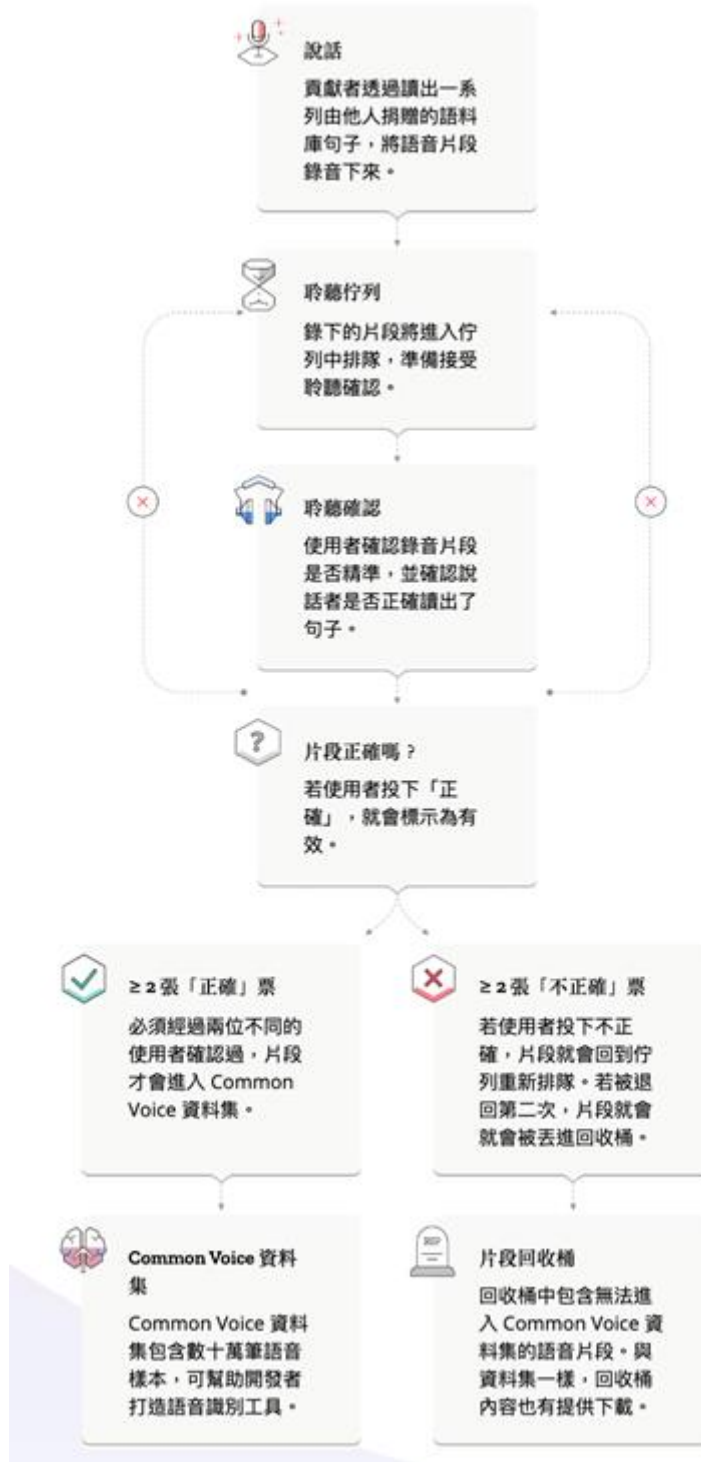 說話
貢獻者透過讀出一系
列由他人捐贈的語料
庫句子，將語音片段
錄音下來。
聆聽佇列
錄下的片段將進入佇
列中排隊，準備接受
聆聽確認。
聆聽確認
使用者確認錄音片段
是否精準，並確認說
話者是否正確讀出了
句子。
片段正確嗎？
若使用者投下「正
確」，就會標示為有
效。
≥ 2 張「正確」票
必須經過兩位不同的
使用者確認過，片段
才會進入 Common
Voice 資料集。
≥ 2 張「不正確」票
若使用者投下不正
確，片段就會回到佇
列重新排隊。若被退
回第二次，片段就會
就會被丟進回收桶。
Common Voice 資料
集
Common Voice 資料
集包含數十萬筆語音
樣本，可幫助開發者
打造語音識別工具。
RIP
片段回收桶
回收桶中包含無法進
入 Common Voice 資
料集的語音片段。與
資料集一樣，回收桶
內容也有提供下載。